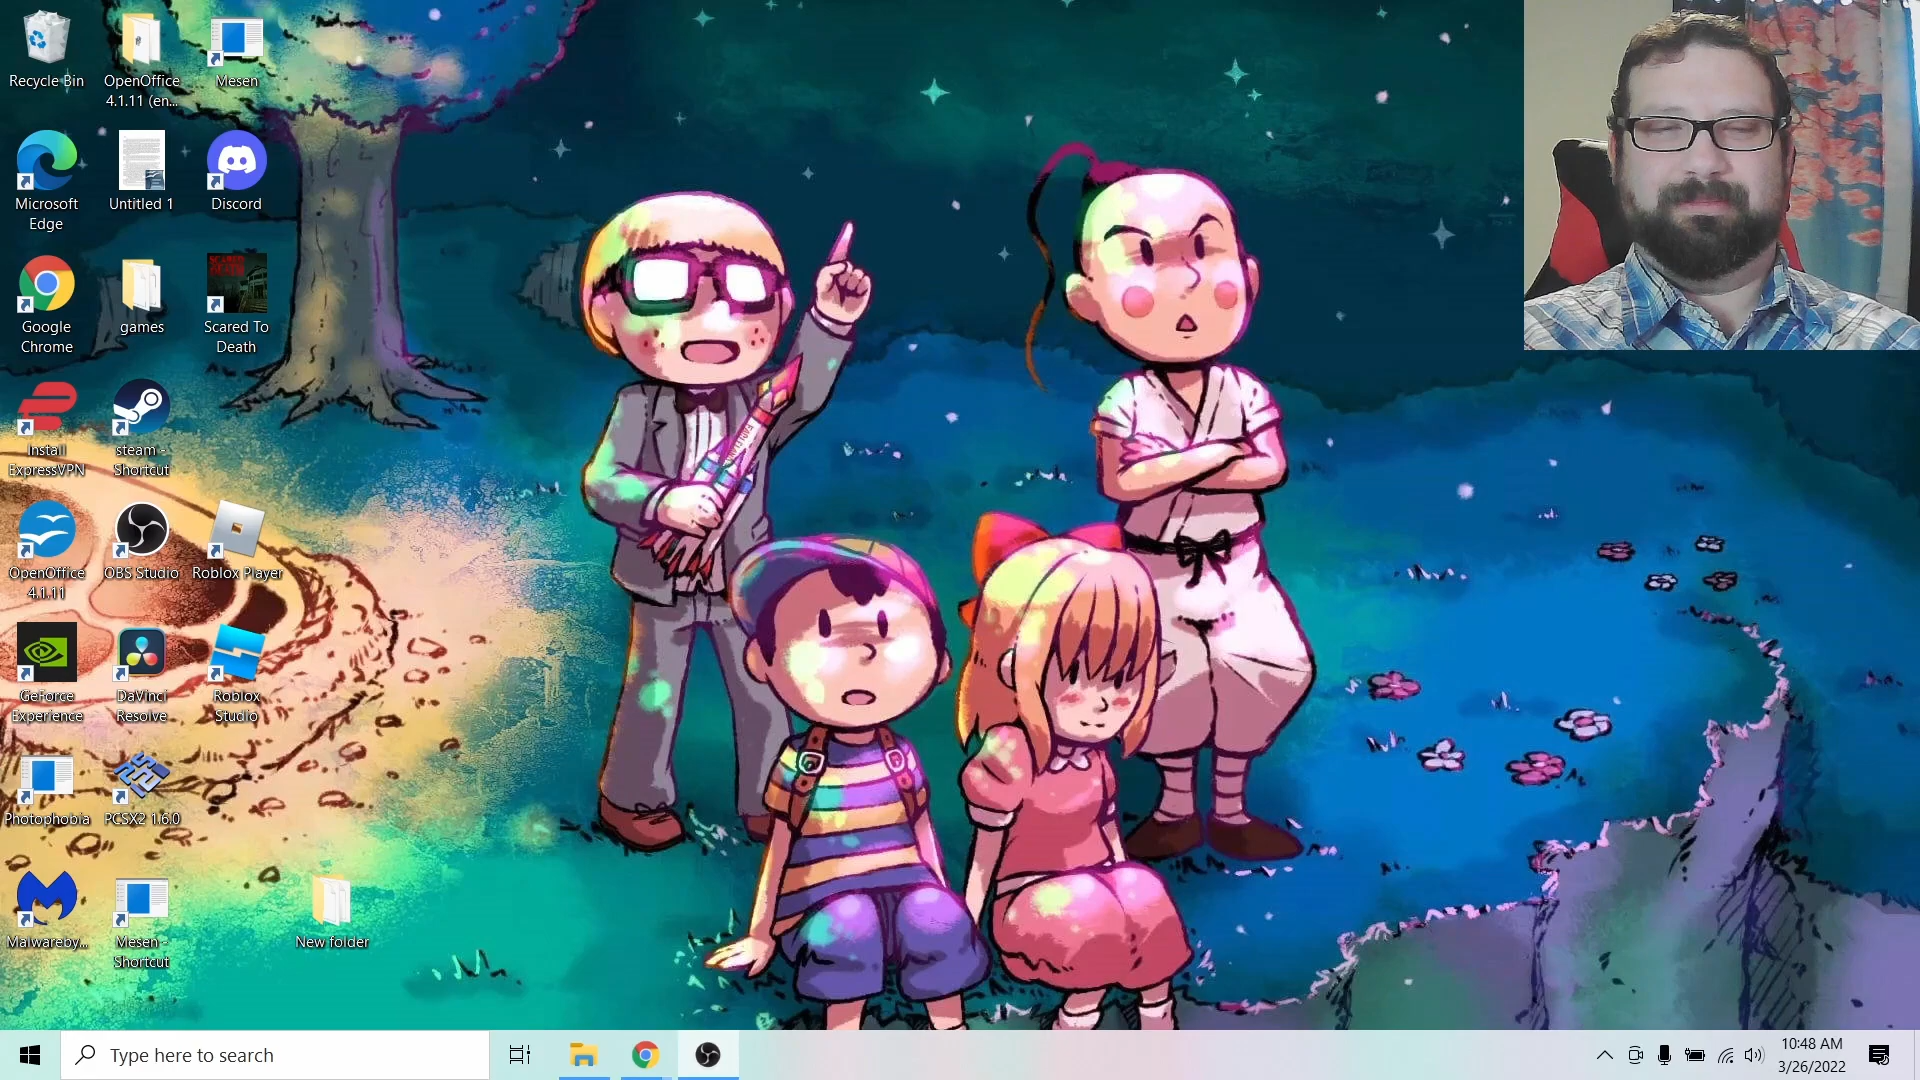 Recycle Bin
OpenOffice
4.1.11 (en...
Mesen
Microsoft
Edge
Untitled 1
Discord
Google
Chrome
games
SCARED
Scared To
Death
Install
ExpressVPN
steam -
Shortcut
OpenOffice
4.1.11
OBS Studio
Roblox Player
GeForce
Experience
DaVinci
Resolve
Roblox
Studio
Photophobia
PCSX2 1.6.0
Malwareby...
Mesen -
Shortcut
New folder
Type here to search
10:48 AM
3/26/2022